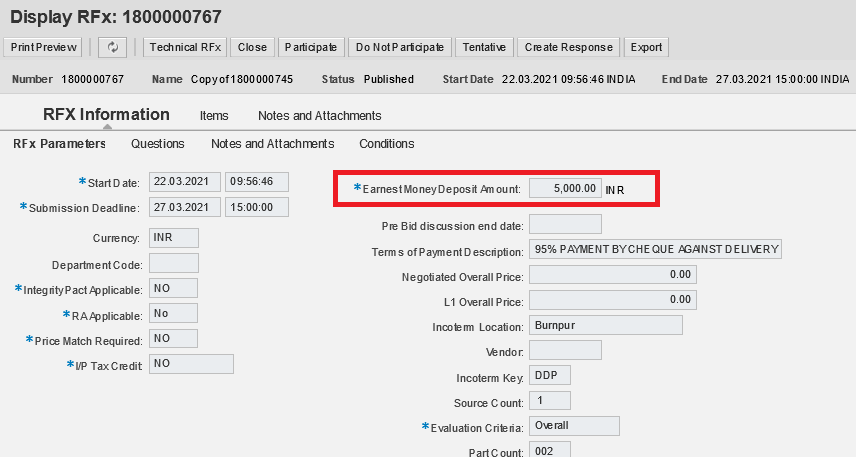 Display RFx: 1800000767
Print Preview Technical RFx Close Participate Do Not Participate Tentative Create Response Export
Number 1800000767 Name Copy of 1800000745 Status Published Start Date 22.03.2021 09:56:46 INDIA End Date 27.03.2021 15:00:00 INDIA
RFX Information Items Notes and Attachments
RFx Parameters Questions Notes and Attachments Conditions
*Start Date: 22.03.2021 09:56:46
*Submission Deadline: 27.03.2021 15:00:00
Currency: INR
Department Code:
*Integrity Pact Applicable: NO
*RA Applicable: No
*Price Match Required: NO
*I/P Tax Credit: NO
*Earnest Money Deposit Amount: 5,000.00 INR
Pre Bid discussion end date:
Terms of Payment Description: 95% PAYMENT BY CHEQUE AGAINST DELIVERY
Negotiated Overall Price: 0.00
L1 Overall Price: 0.00
Incoterm Location: Burnpur
Vendor:
Incoterm Key: DDP
Source Count: 1
*Evaluation Criteria: Overall
Part Count: 002